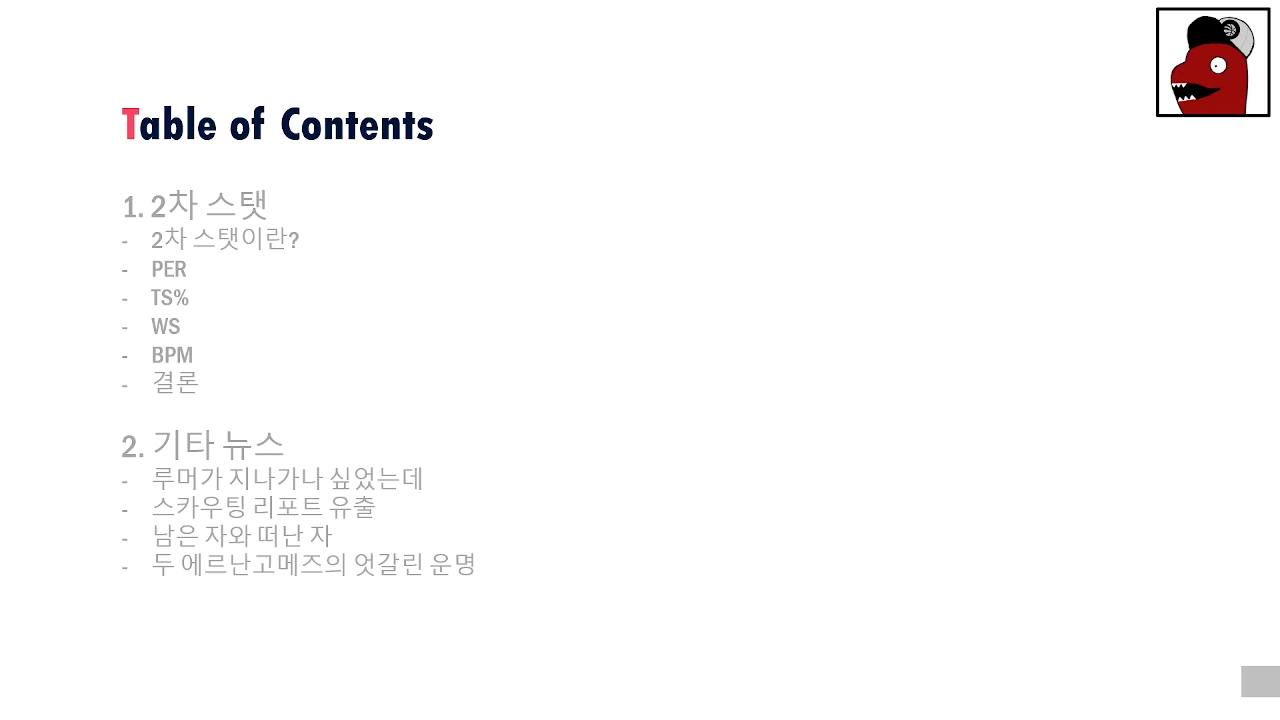 Table of Contents
1. 2차 스탯
- 2차 스탯이란?
- PER
- TS%
- WS
- BPM
- 결론
2. 기타 뉴스
- 루머가 지나가나 싶었는데
- 스카우팅 리포트 유출
- 남은 자와 떠난 자
- 두 에르난고메즈의 엇갈린 운명